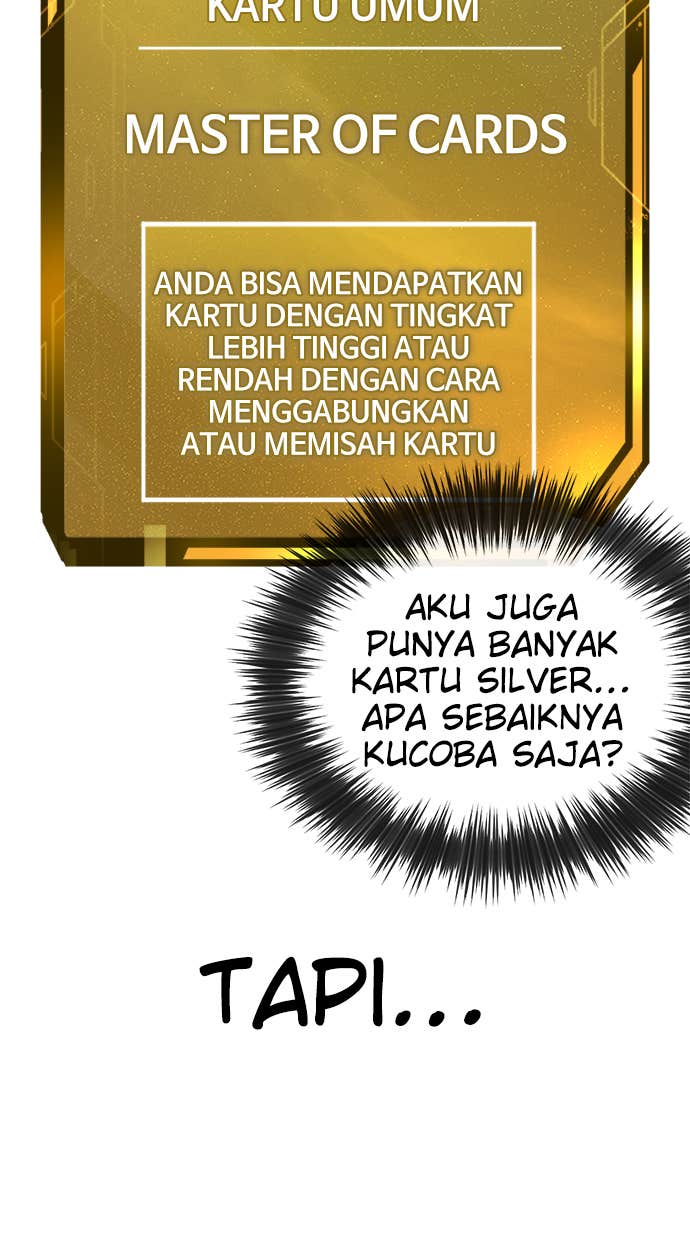 KARTU UMUM
MASTER OF CARDS
ANDA BISA MENDAPATKAN
KARTU DENGAN TINGKAT
LEBIH TINGGI ATAU
RENDAH DENGAN CARA
MENGGABUNGKAN
ATAU MEMISAH KARTU
AKU JUGA
PUNYA BANYAK
KARTU SILVER...
APA SEBAIKNYA
KUCOBA SAJA?
TAPI...